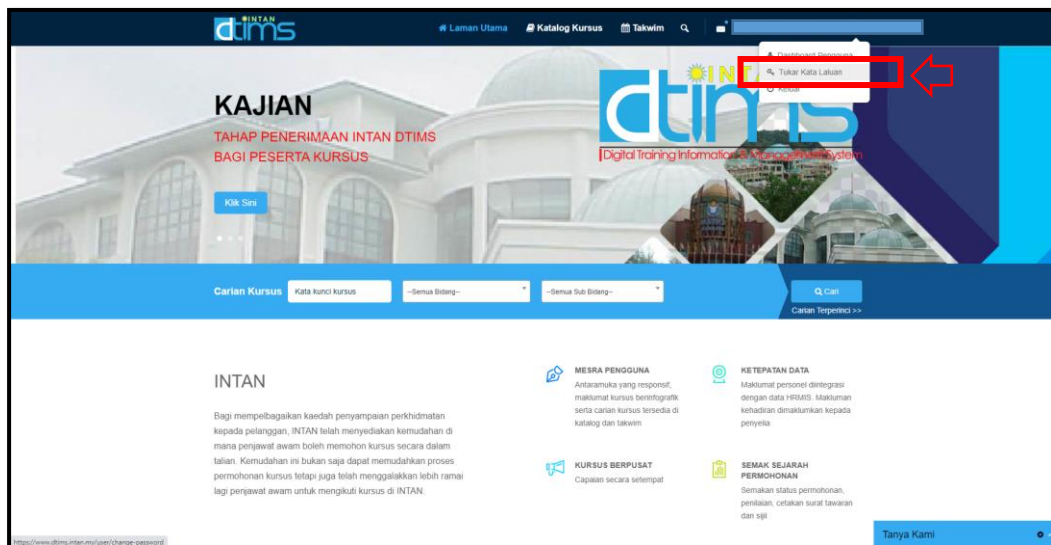 INTAN
dtims
Laman Utama
Katalog Kursus
Takwim
Dashboard Pengguna
Tukar Kata Laluan
Keluar
KAJIAN
TAHAP PENERIMAAN INTAN DTIMS
BAGI PESERTA KURSUS
Klik Sini
dtims
Digital Training Information & Management System
Carian Kursus
Kata kunci kursus
--Semua Bidang--
--Semua Sub Bidang--
Cari
Carian Terperinci >>
INTAN
Bagi mempelbagaikan kaedah penyampaian perkhidmatan
kepada pelanggan, INTAN telah menyediakan kemudahan di
mana penjawat awam boleh memohon kursus secara dalam
talian. Kemudahan ini bukan saja dapat memudahkan proses
permohonan kursus tetapi juga telah menggalakkan lebih ramai
lagi penjawat awam untuk mengikuti kursus di INTAN.
MESRA PENGGUNA
Antaramuka yang responsif,
maklumat kursus berinfografik
serta carian kursus tersedia di
katalog dan takwim
KETEPATAN DATA
Maklumat personel diintegrasi
dengan data HRMIS. Makluman
kehadiran dimaklumkan kepada
penyelia
KURSUS BERPUSAT
Capaian secara setempat
SEMAK SEJARAH
PERMOHONAN
Semakan status permohonan,
penilaian, cetakan surat tawaran
dan sijil
Tanya Kami
https://www.dtims.intan.my/user/change-password